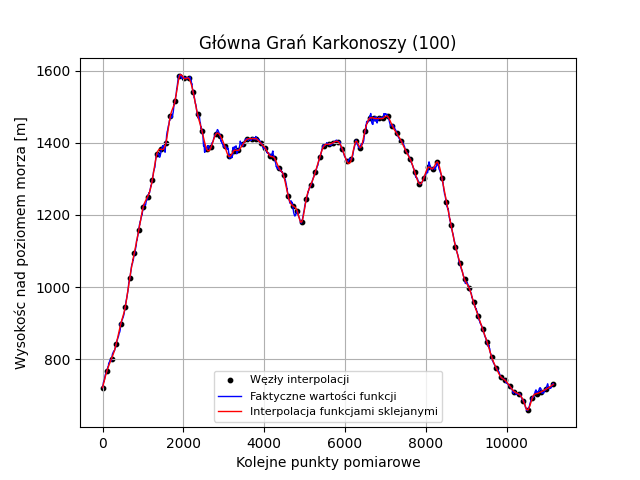 Główna Grań Karkonoszy (100)
Wysokośc nad poziomem morza [m]
1600
1400
1200
1000
800
0 2000 4000 6000 8000 10000
Kolejne punkty pomiarowe
Węzły interpolacji
Faktyczne wartości funkcji
Interpolacja funkcjami sklejanymi